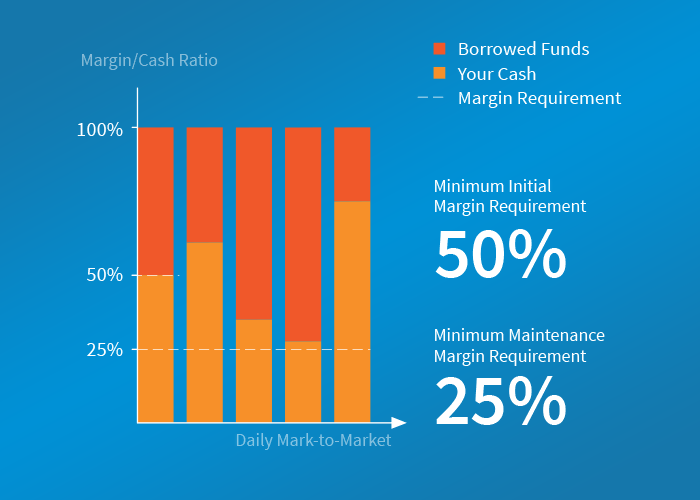 Margin/Cash Ratio
Borrowed Funds
Your Cash
Margin Requirement
100%
50%
25%
Daily Mark-to-Market
Minimum Initial
Margin Requirement
50%
Minimum Maintenance
Margin Requirement
25%